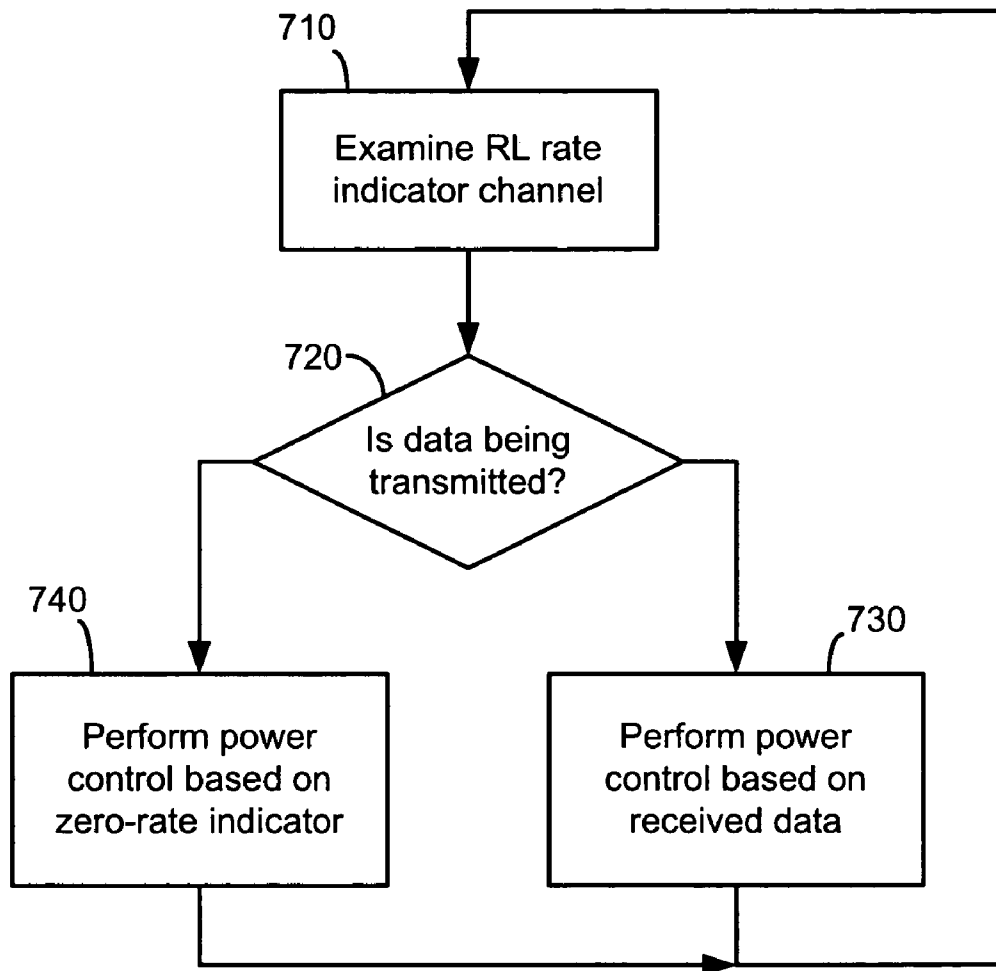 710
Examine RL rate
indicator channel
720
Is data being
transmitted?
740
730
Perform power
control based on
zero-rate indicator
Perform power
control based on
received data